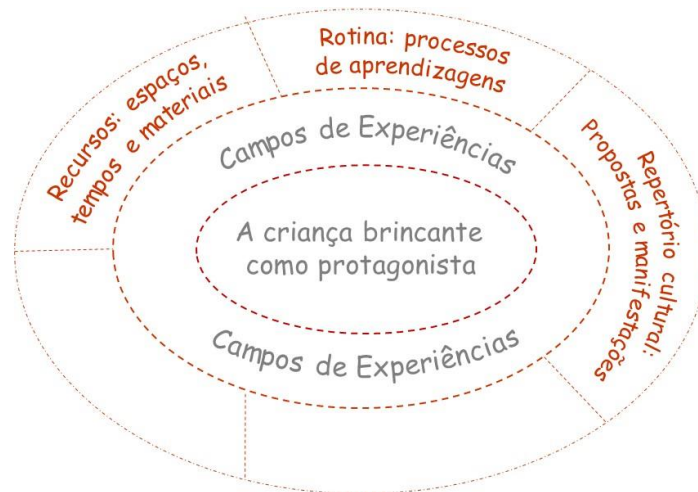 Recursos: espaços,
tempos e materiais
Rotina: processos
de aprendizagens
Repertório cultural:
Propostas e manifestações
Campos de Experiências
A criança brincante
como protagonista
Campos de Experiências